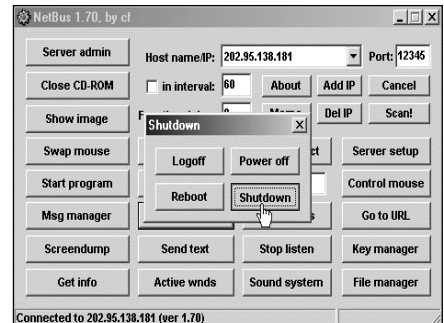 NetBus 1.70, by cf
Server admin
Host name/IP: 202.95.138.181 Port: 12345
Close CD-ROM
in interval: 60 About Add IP Cancel
Show image
Del IP Scan!
Shutdown
Swap mouse
Server setup
Logoff Power off
Start program
Control mouse
Reboot Shutdown
Msg manager
Go to URL
Screendump Send text Stop listen Key manager
Get info Active wnds Sound system File manager
Connected to 202.95.138.181 (ver 1.70)